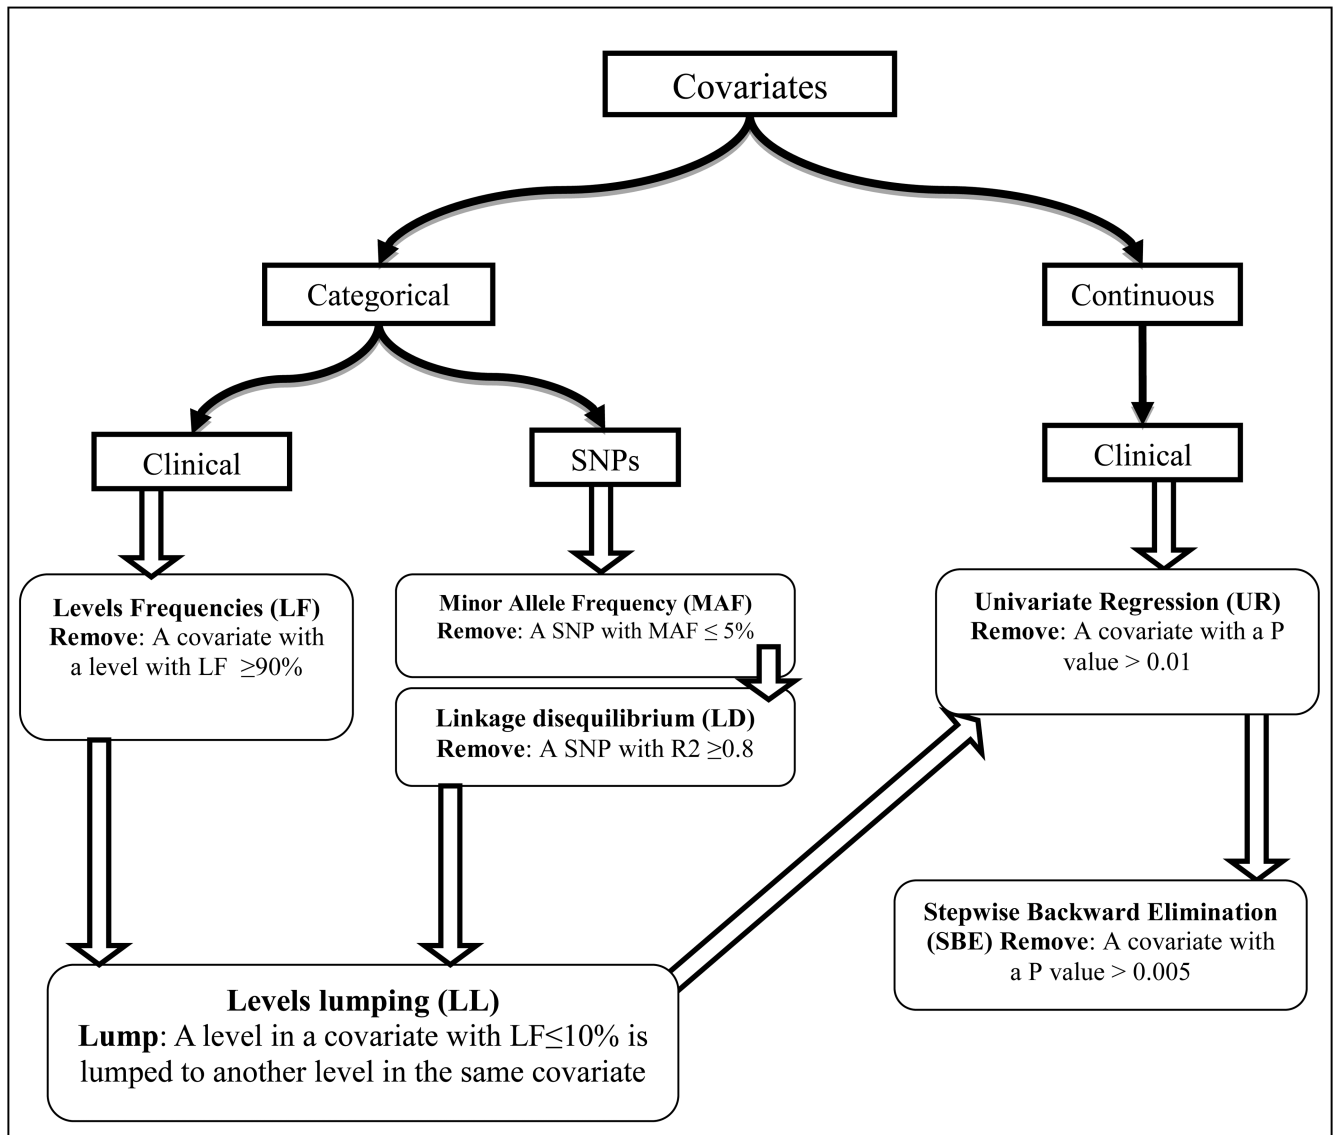 Covariates
Categorical
Continuous
Clinical
SNPs
Clinical
Levels Frequencies (LF)
Remove: A covariate with
a level with LF ≥90%
Minor Allele Frequency (MAF)
Remove: A SNP with MAF ≤ 5%
Linkage disequilibrium (LD)
Remove: A SNP with R2 ≥0.8
Univariate Regression (UR)
Remove: A covariate with a P
value > 0.01
Stepwise Backward Elimination
(SBE) Remove: A covariate with
a P value > 0.005
Levels lumping (LL)
Lump: A level in a covariate with LF≤10% is
lumped to another level in the same covariate